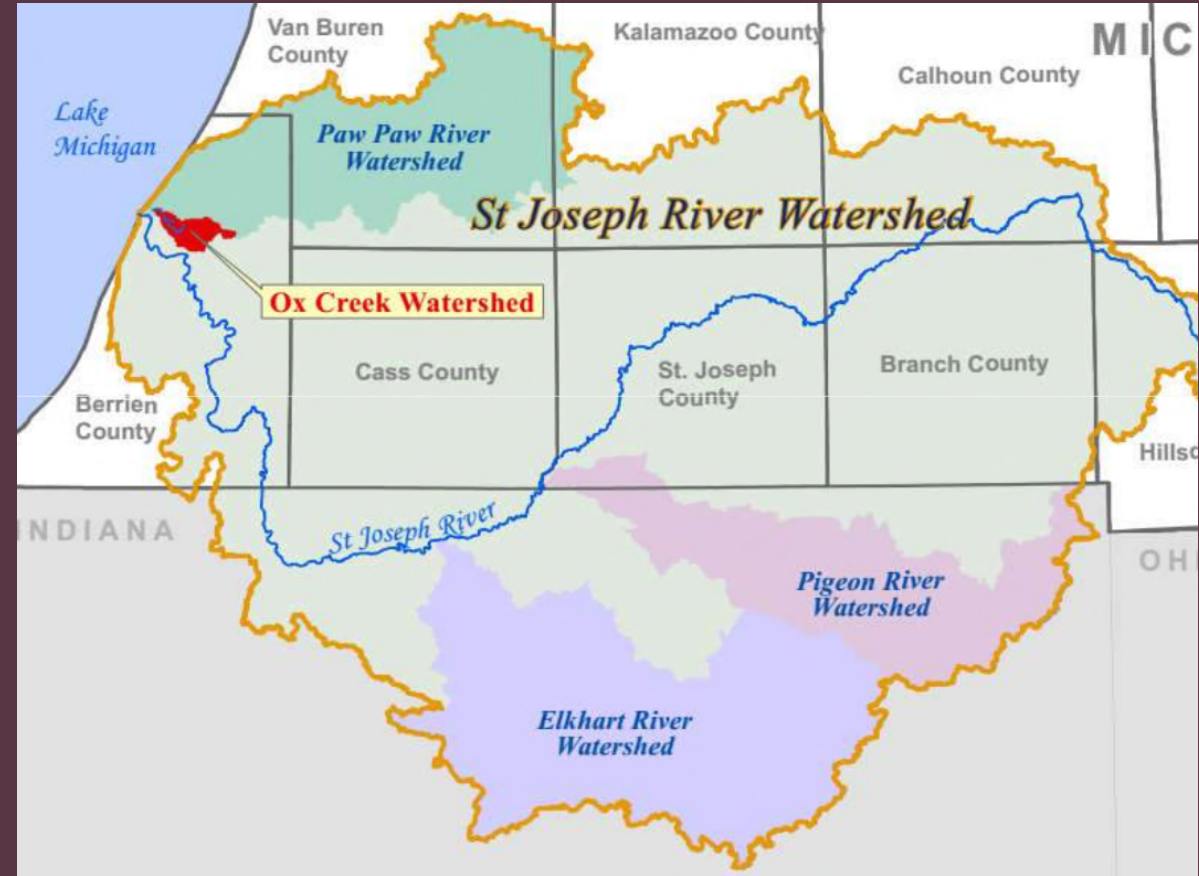 Van Buren
County
Kalamazoo County
MIC
Calhoun County
Lake
Michigan
Paw Paw River
Watershed
St Joseph River Watershed
Ox Creek Watershed
Cass County
St. Joseph
County
Branch County
Berrien
County
Hillsd
INDIANA
St Joseph River
OHI
Pigeon River
Watershed
Elkhart River
Watershed